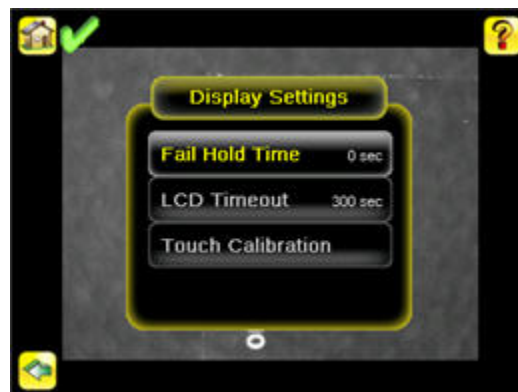 ?
Display Settings
Fail Hold Time 0 sec
LCD Timeout 300 sec
Touch Calibration